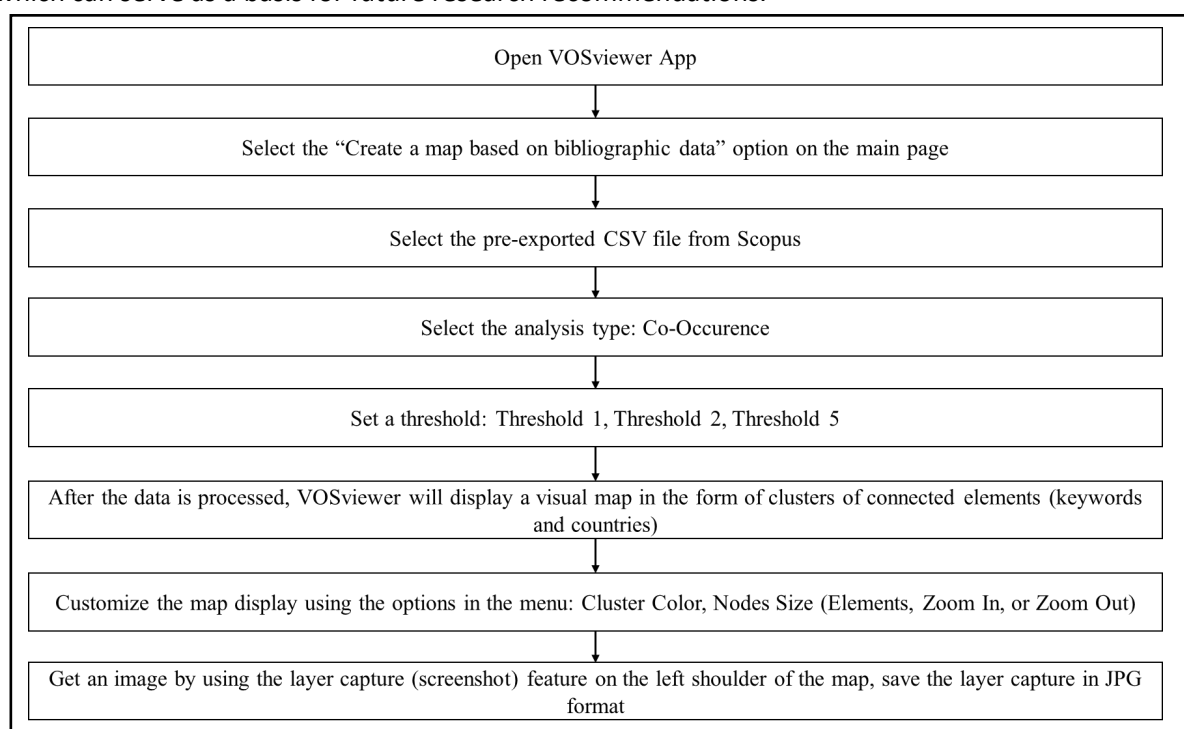 which can serve as a basis for future research recommendations.
Open VOSviewer App
Select the “Create a map based on bibliographic data” option on the main page
Select the pre-exported CSV file from Scopus
Select the analysis type: Co-Occurence
Set a threshold: Threshold 1, Threshold 2, Threshold 5
After the data is processed, VOSviewer will display a visual map in the form of clusters of connected elements (keywords
and countries)
Customize the map display using the options in the menu: Cluster Color, Nodes Size (Elements, Zoom In, or Zoom Out)
Get an image by using the layer capture (screenshot) feature on the left shoulder of the map, save the layer capture in JPG
format